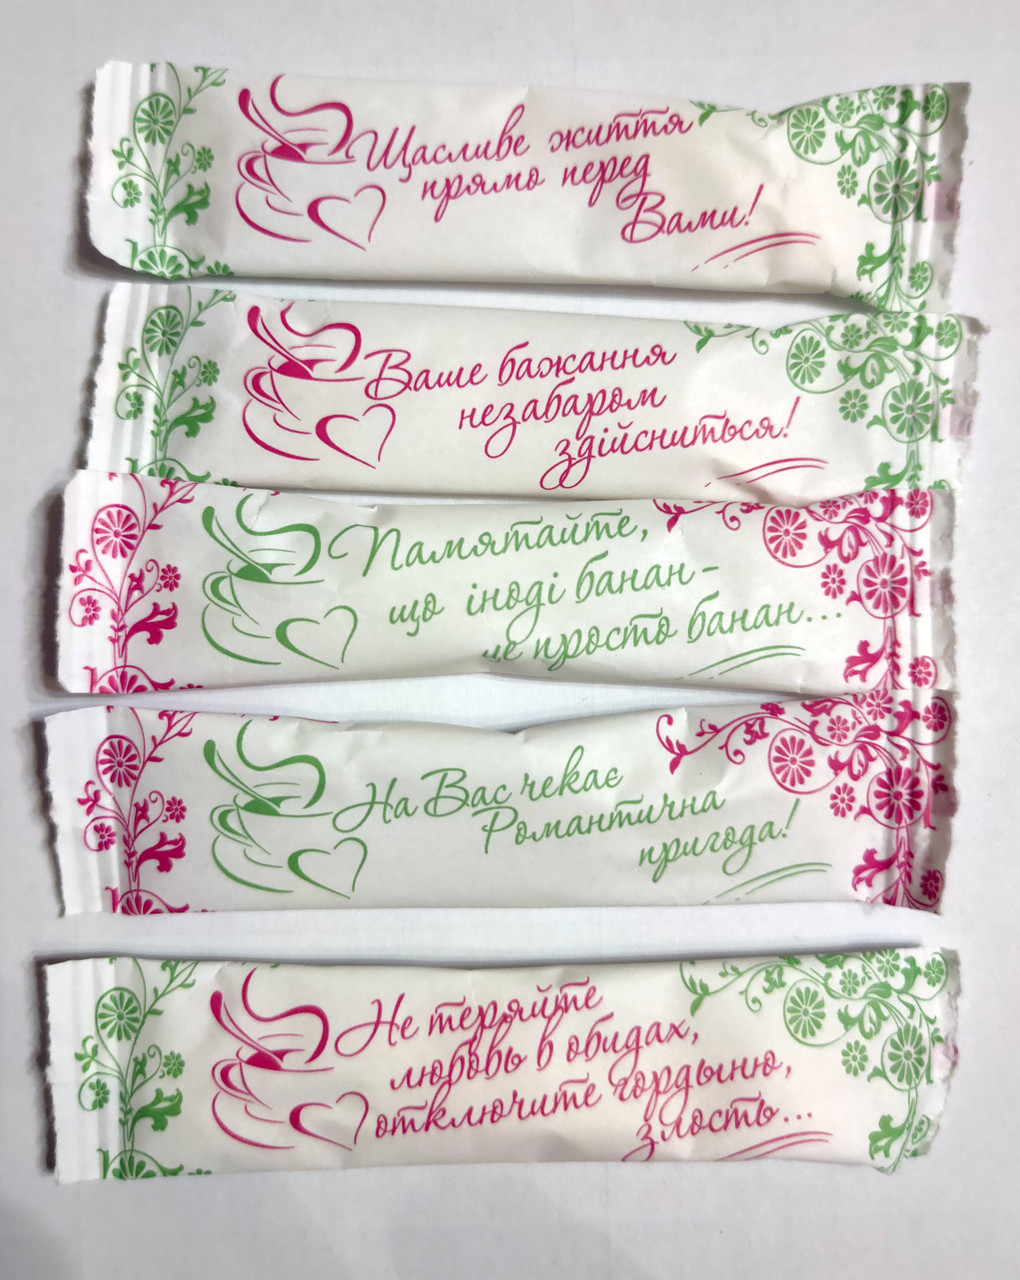 Щасливе життя
прямо перед
Вами!
Ваше бажання
незабаром
здійсниться!
Памятайте,
що іноді банан-
це просто банан...
На Вас чекає
Романтична
пригода!
Не теряйте
любовь в обидах,
отключите гордыню,
злость...